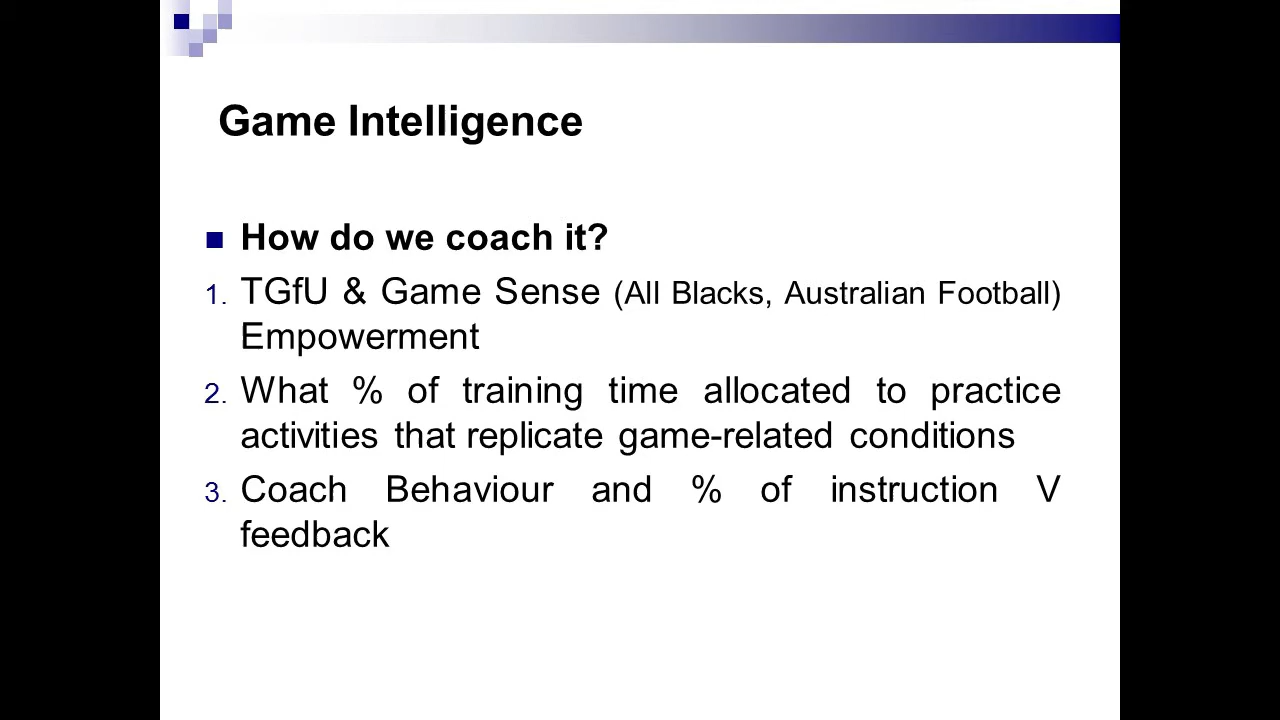 Game Intelligence
How do we coach it?
1. TGfU & Game Sense (All Blacks, Australian Football)
Empowerment
2. What % of training time allocated to practice
activities that replicate game-related conditions
3. Coach Behaviour and % of instruction V
feedback